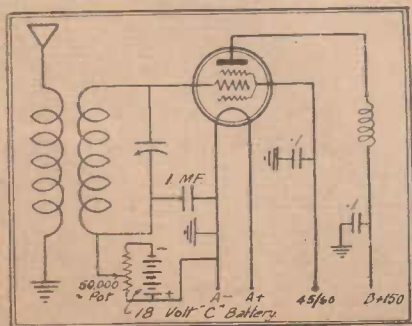 .1
1 MF.
.1
50,000
Pot
-
+
A- A+ 45/60 B+150
18 Volt "C" Battery.